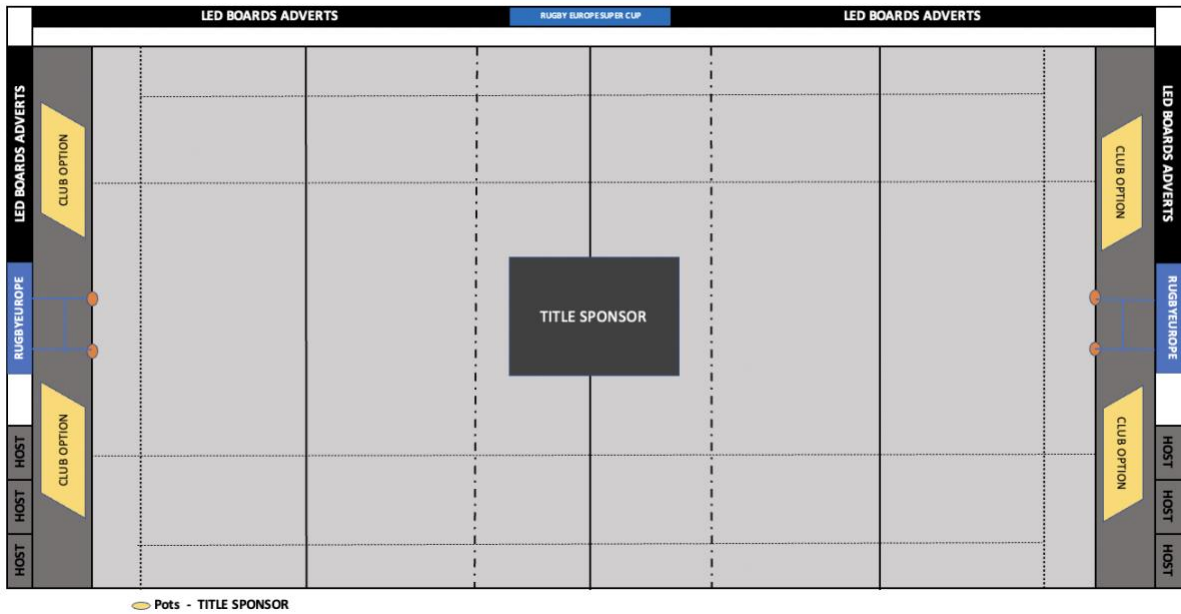 LED BOARDS ADVERTS
RUGBY EUROPE SUPER CUP
LED BOARDS ADVERTS
LED BOARDS ADVERTS
CLUB OPTION
CLUB OPTION
LED BOARDS ADVERTS
RUGBYEUROPE
TITLE SPONSOR
RUGBYEUROPE
CLUB OPTION
CLUB OPTION
HOST
HOST
HOST
HOST
HOST
HOST
Pots - TITLE SPONSOR